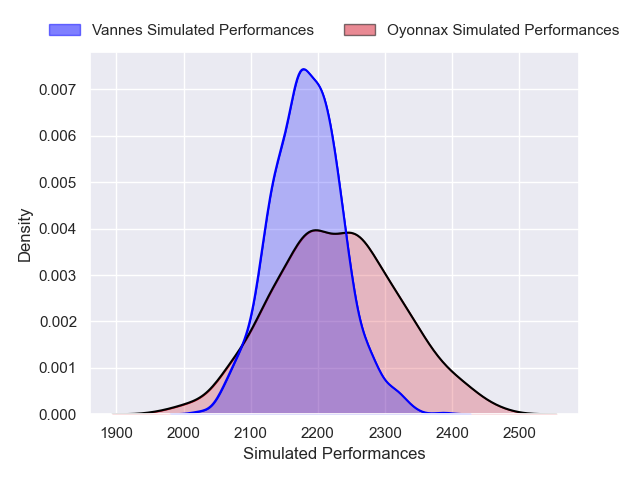 Vannes Simulated Performances
Oyonnax Simulated Performances
0.007
0.006
0.005
0.004
0.003
0.002
0.001
0.000
Density
1900 2000 2100 2200 2300 2400 2500
Simulated Performances